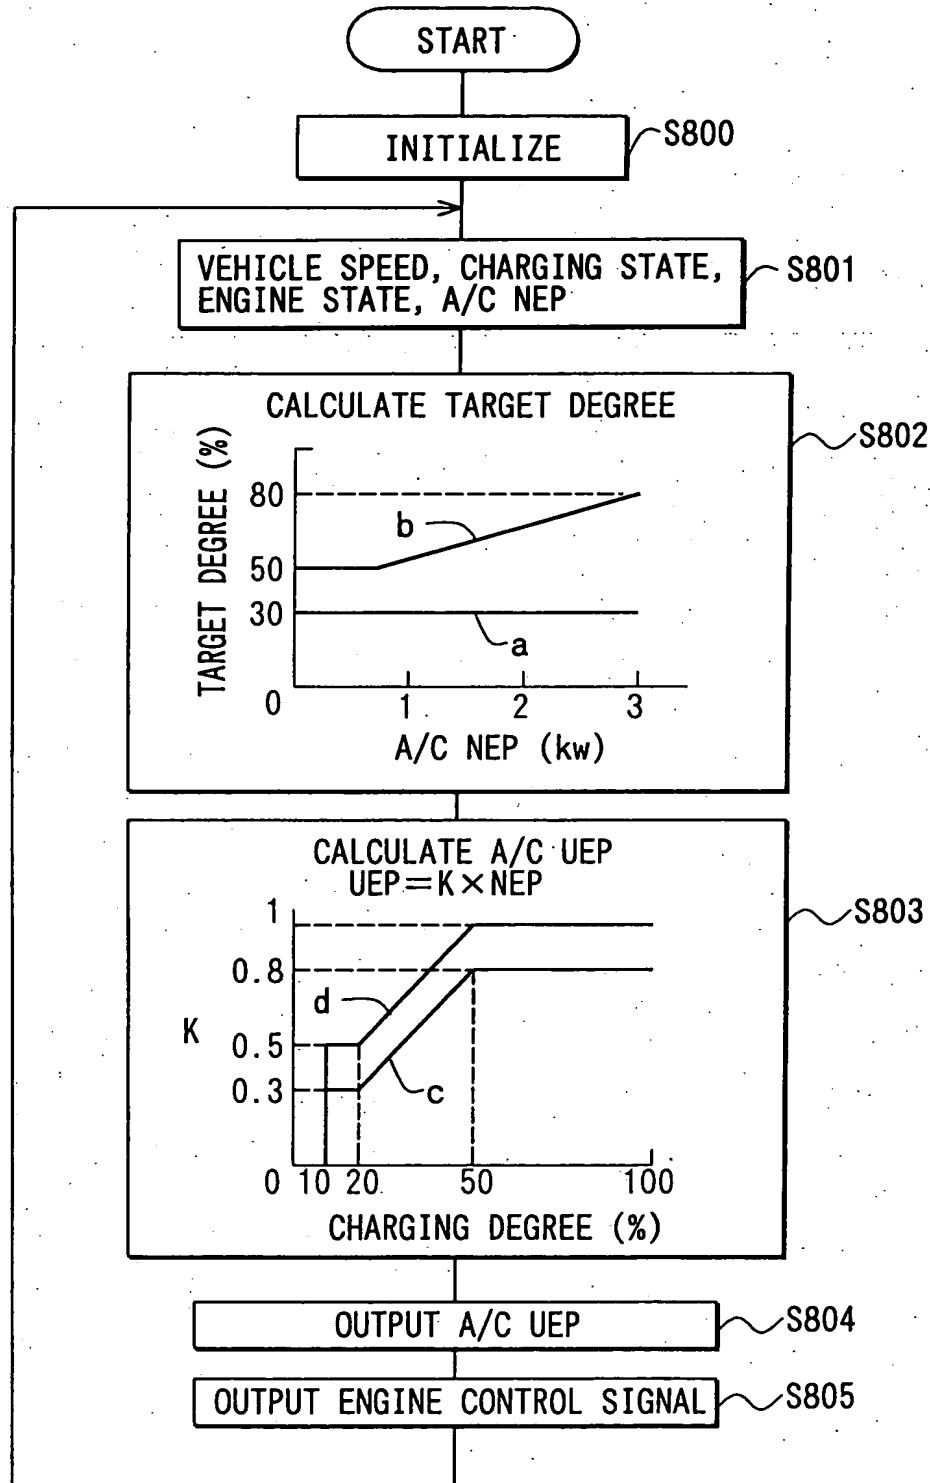 START
INITIALIZE
S800
VEHICLE SPEED, CHARGING STATE,
ENGINE STATE, A/C NEP
S801
CALCULATE TARGET DEGREE
S802
TARGET DEGREE (%)
80
50
30
0
b
a
1 2 3
A/C NEP (kw)
CALCULATE A/C UEP
UEP=K×NEP
S803
K
1
0.8
0.5
0.3
d
c
0 10 20 50 100
CHARGING DEGREE (%)
OUTPUT A/C UEP
S804
OUTPUT ENGINE CONTROL SIGNAL
S805